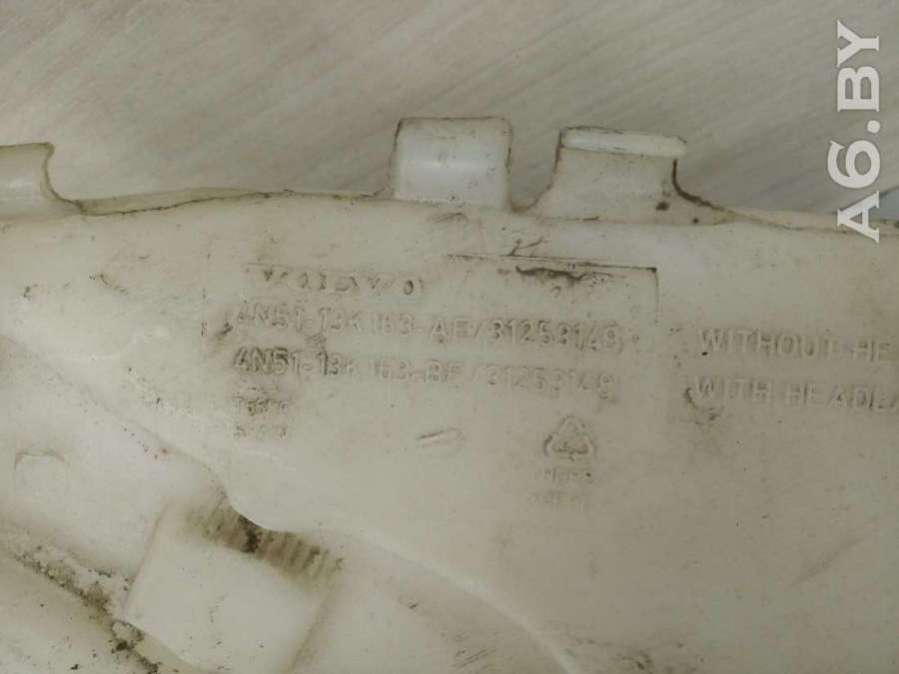 A6.BY
VOLVO
4N51-13K163-AE/31253149 WITHOUT HE
4N51-13K163-BE/31253149 WITH HEADLA